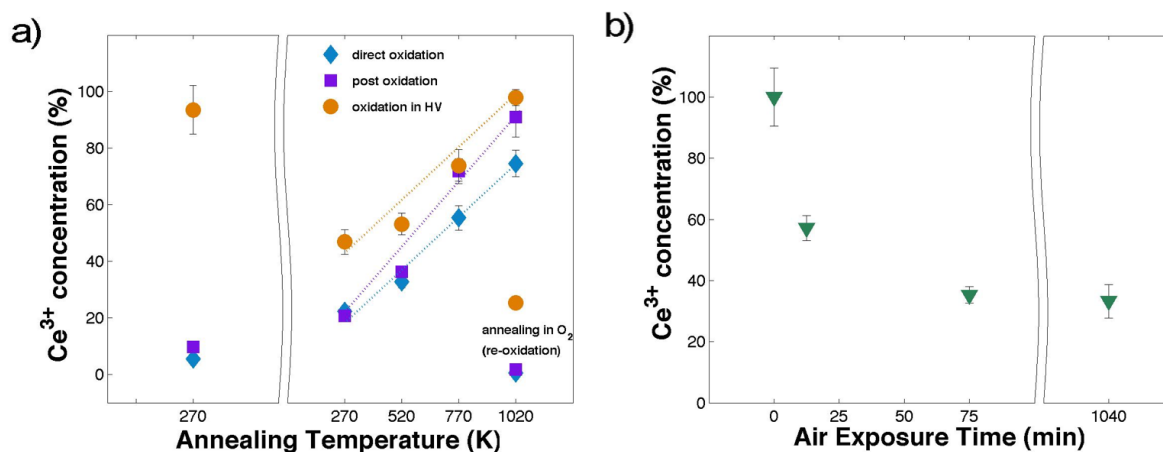 a)
Ce3+ concentration (%)
100
80
60
40
20
0
direct oxidation
post oxidation
oxidation in HV
annealing in O2
(re-oxidation)
270
270 520 770 1020
Annealing Temperature (K)
b)
Ce3+ concentration (%)
100
80
60
40
20
0
0 25 50 75 1040
Air Exposure Time (min)